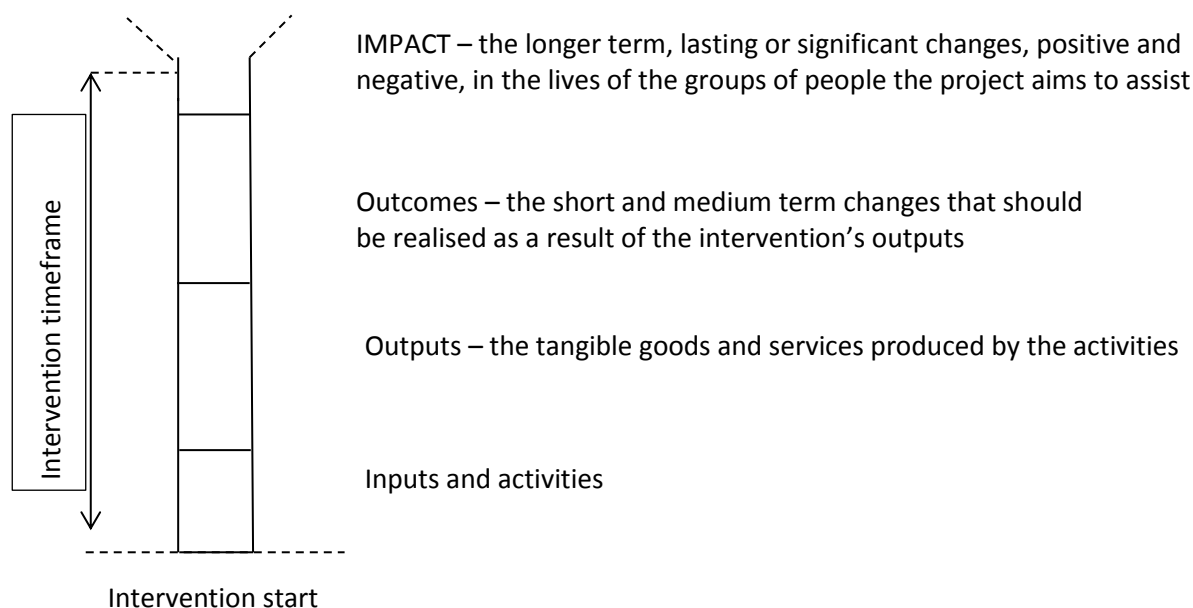 IMPACT – the longer term, lasting or significant changes, positive and
negative, in the lives of the groups of people the project aims to assist
Intervention timeframe
Outcomes – the short and medium term changes that should
be realised as a result of the intervention’s outputs
Outputs – the tangible goods and services produced by the activities
Inputs and activities
Intervention start